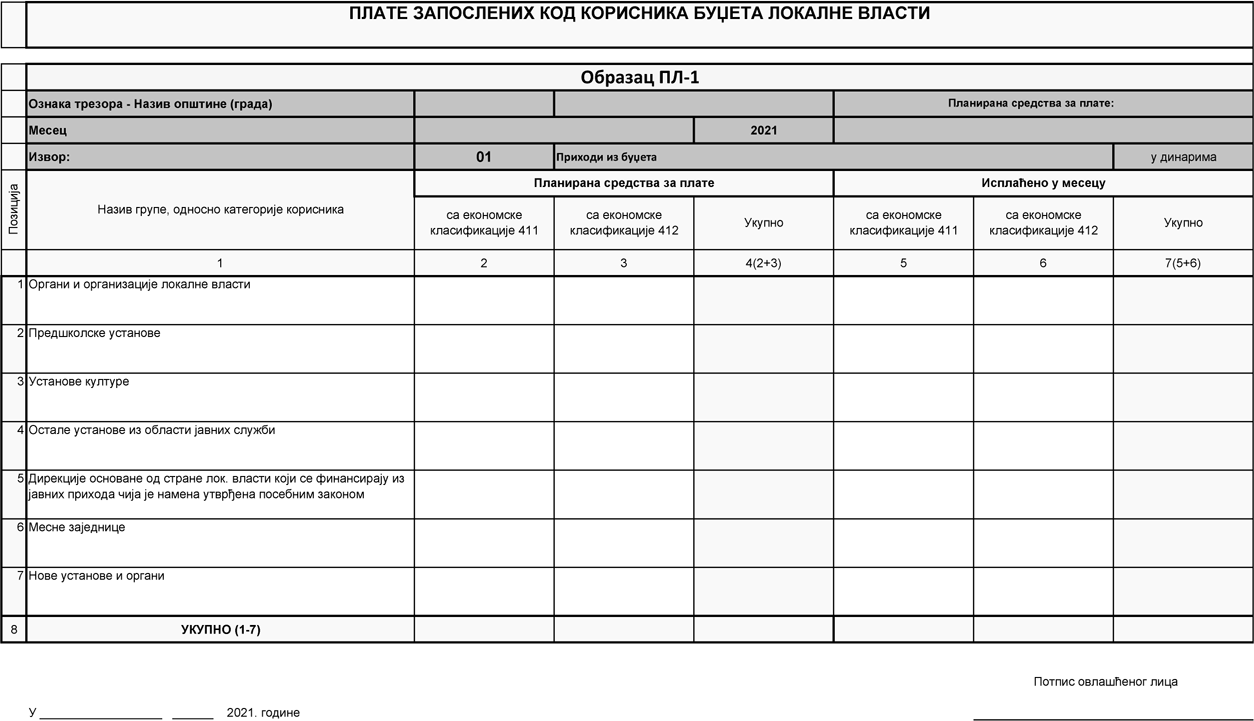 ПЛАТЕ ЗАПОСЛЕНИХ КОД КОРИСНИКА БУЏЕТА ЛОКАЛНЕ ВЛАСТИ
Образац ПЛ-1
Ознака трезора - Назив општине (града) Планирана средства за плате:
Месец 2021
Извор: 01 Приходи из буџета у динарима
Позиција
Назив групе, односно категорије корисника
Планирана средства за плате Исплаћено у месецу
са економске класификације 411
са економске класификације 412
Укупно
са економске класификације 411
са економске класификације 412
Укупно
1 2 3 4(2+3) 5 6 7(5+6)
1 Органи и организације локалне власти
2 Предшколске установе
3 Установе културе
4 Остале установе из области јавних служби
5 Дирекције основане од стране лок. власти који се финансирају из
јавних прихода чија је намена утврђена посебним законом
6 Месне заједнице
7 Нове установе и органи
8 УКУПНО (1-7)
Потпис овлашћеног лица
У __________________ ______ 2021. године